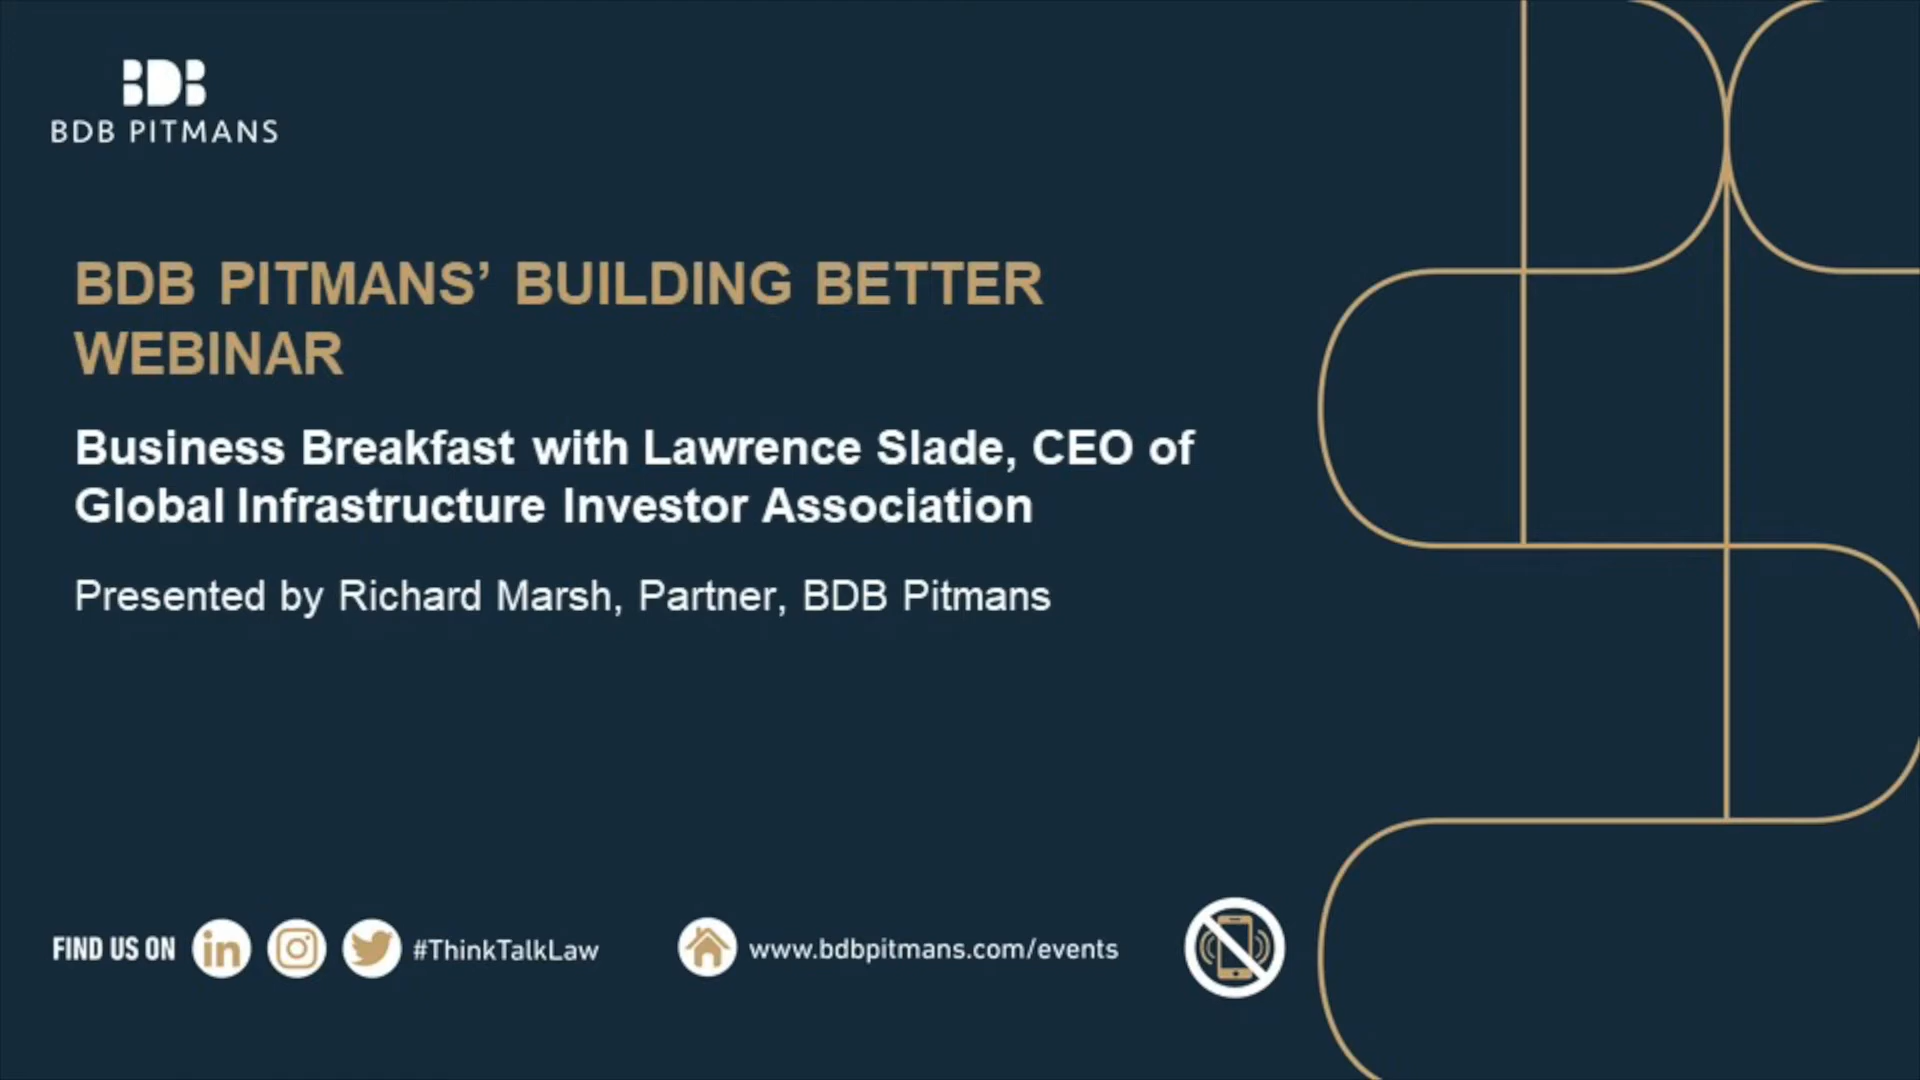 BDB
BDB PITMANS
BDB PITMANS’ BUILDING BETTER
WEBINAR
Business Breakfast with Lawrence Slade, CEO of
Global Infrastructure Investor Association
Presented by Richard Marsh, Partner, BDB Pitmans
FIND US ON in #ThinkTalkLaw www.bdbpitmans.com/events